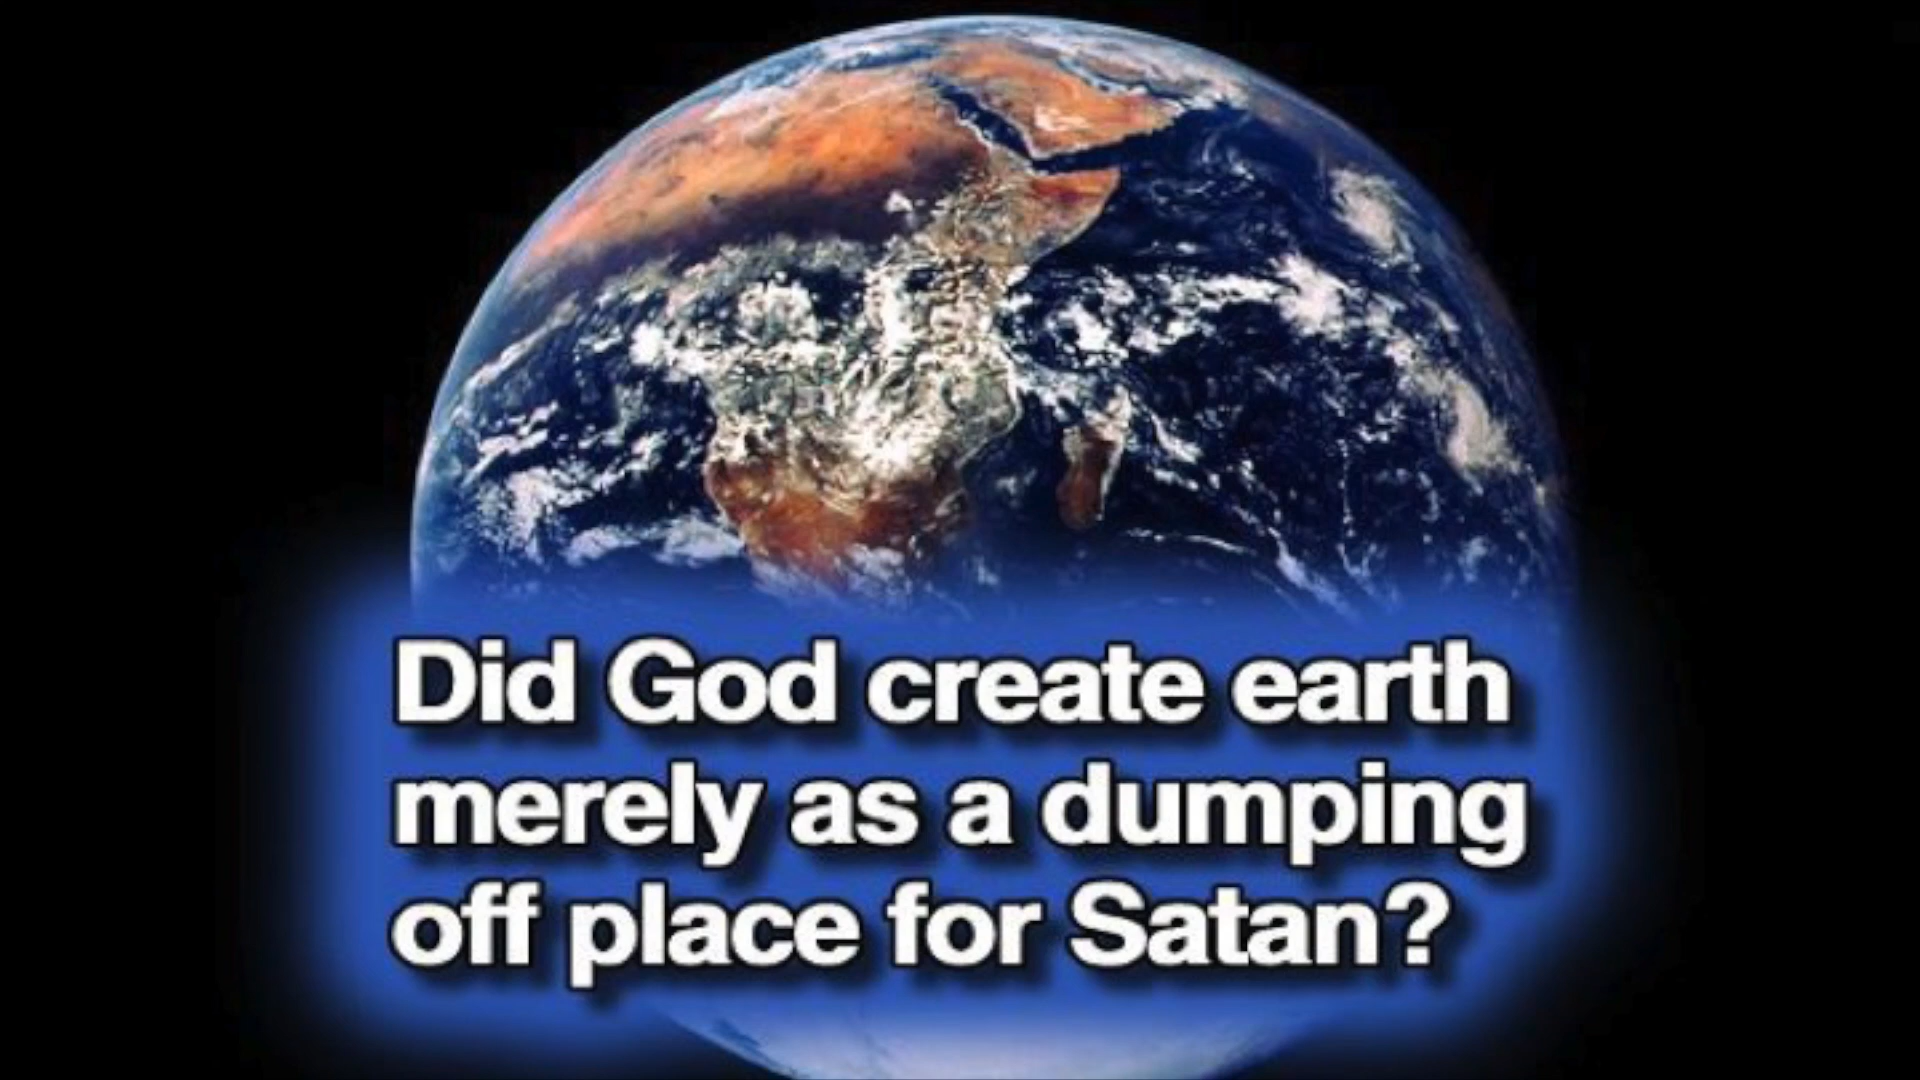 Did God create earth
merely as a dumping
off place for Satan?